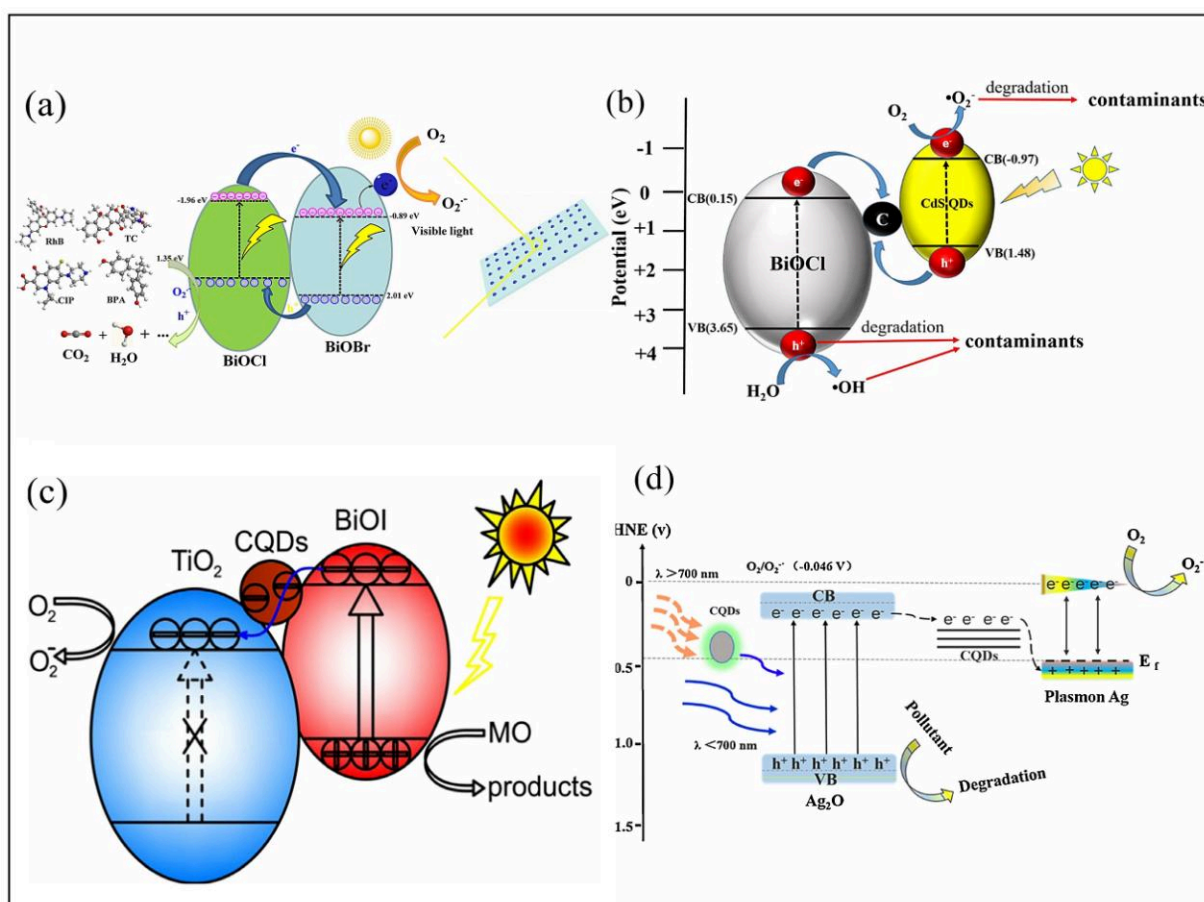 (a)
e⁻
O₂
e⁻
O₂·⁻
-1.96 eV
-0.89 eV
Visible light
RhB
TC
1.35 eV
CIP
BPA
O₂⁻
h⁺
2.01 eV
h⁺
CO₂ + H₂O + ...
BiOCl
BiOBr
(b)
degradation
•O₂⁻
contaminants
O₂
Potential (eV)
-1
0
+1
+2
+3
+4
e⁻
CB(-0.97)
e⁻
CB(0.15)
C
CdS QDs
BiOCl
h⁺
VB(1.48)
VB(3.65)
degradation
h⁺
contaminants
H₂O
•OH
(c)
BiOI
CQDs
TiO₂
O₂
O₂⁻
MO
products
(d)
HNE (v)
0
0.5
1.0
1.5
λ>700 nm
O₂/O₂⁻· (-0.046 V)
O₂
O₂⁻
CB
e⁻ e⁻ e⁻ e⁻ e⁻
e⁻ e⁻ e⁻ e⁻ e⁻ e⁻
CQDs
e⁻ e⁻ e⁻ e⁻
CQDs
E f
+ + + + +
Plasmon Ag
λ<700 nm
h⁺ h⁺ h⁺ h⁺ h⁺ h⁺
VB
Ag₂O
Pollutant
Degradation